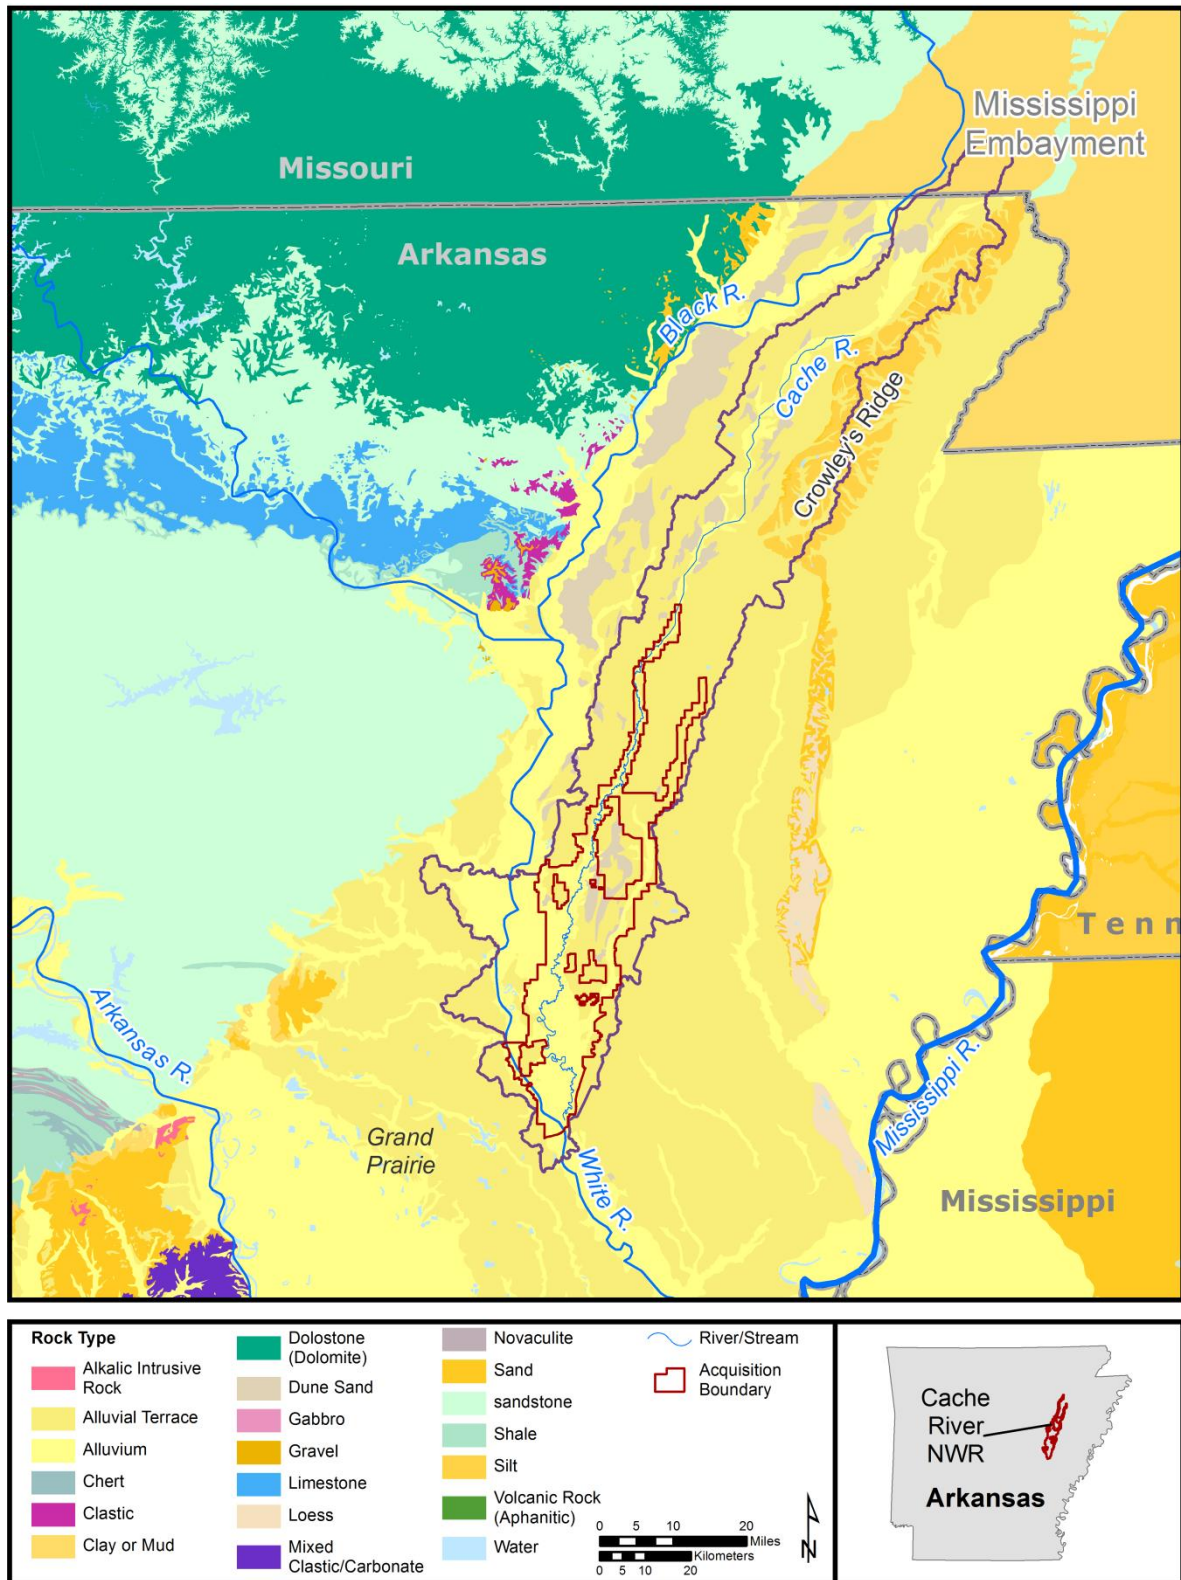 Mississippi
Embayment
Missouri
Arkansas
Black R.
Cache R.
Crowley's Ridge
Tenn
Arkansas R.
Grand
Prairie
White R.
Mississippi R.
Mississippi
Rock Type
Alkalic Intrusive
Rock
Alluvial Terrace
Alluvium
Chert
Clastic
Clay or Mud
Dolostone
(Dolomite)
Dune Sand
Gabbro
Gravel
Limestone
Loess
Mixed
Clastic/Carbonate
Novaculite
Sand
sandstone
Shale
Silt
Volcanic Rock
(Aphanitic)
Water
River/Stream
Acquisition
Boundary
0 5 10 20
Miles
Kilometers
0 5 10 20
N
Cache
River
NWR
Arkansas